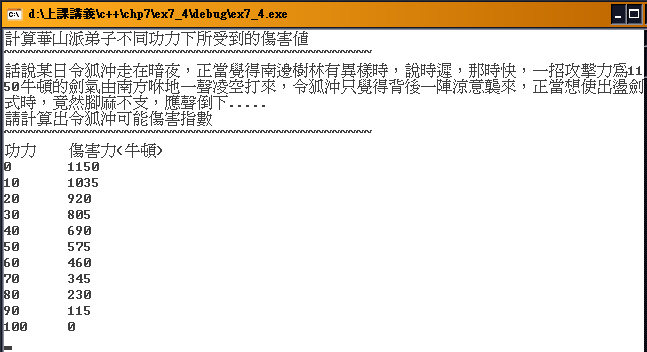 d:\上課講義\c++\chp7\ex7_4\debug\ex7_4.exe
計算華山派弟子不同功力下所受到的傷害值
~~~~~~~~~~~~~~~~~~~~~~~~~~~~~~~~~~~~~~~~~~~~~~
話說某日令狐沖走在暗夜，正當覺得南邊樹林有異樣時，說時遲，那時快，一招攻擊力為11
50牛頓的劍氣由南方咻地一聲凌空打來，令狐沖只覺得背後一陣涼意襲來，正當想使出盪劍
式時，竟然腳麻不支，應聲倒下.....
請計算出令狐沖可能傷害指數
~~~~~~~~~~~~~~~~~~~~~~~~~~~~~~~~~~~~~~~~~~~~~~
功力 傷害力(牛頓)
0 1150
10 1035
20 920
30 805
40 690
50 575
60 460
70 345
80 230
90 115
100 0